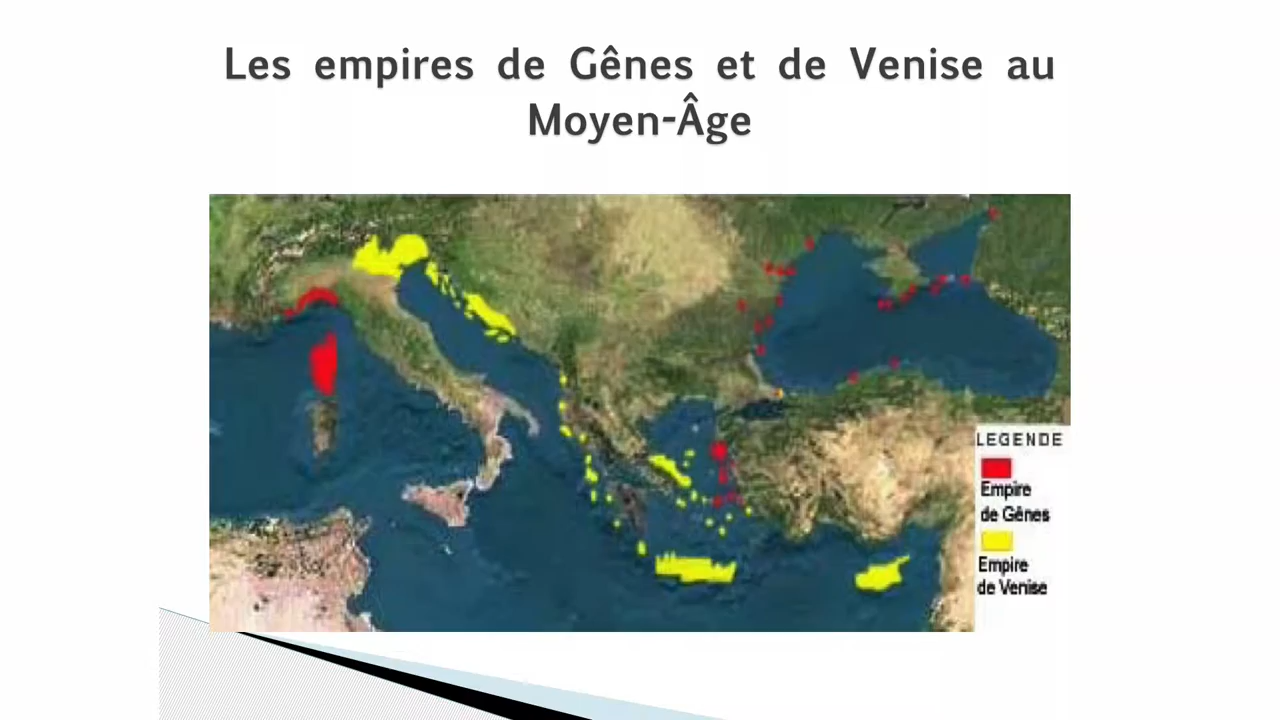 Les empires de Gênes et de Venise au
Moyen-Âge
LEGENDE
Empire
de Gênes
Empire
de Venise